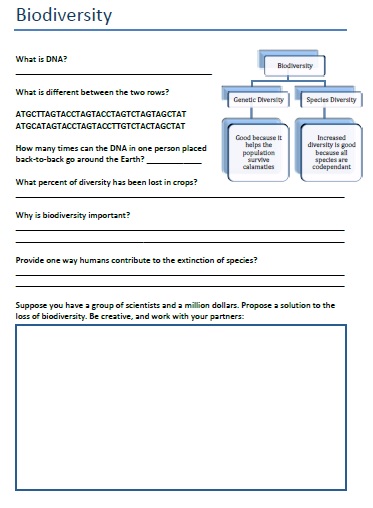 Biodiversity
What is DNA?
What is different between the two rows?
ATGCTTAGTACCTAGTACCTAGTCTAGTAGCTAT
ATGCATAGTACCTAGTACCTTGTCTACTAGCTAT
How many times can the DNA in one person placed
back-to-back go around the Earth? ____________
What percent of diversity has been lost in crops?
Why is biodiversity important?
Provide one way humans contribute to the extinction of species?
Suppose you have a group of scientists and a million dollars. Propose a solution to the
loss of biodiversity. Be creative, and work with your partners:
Biodiversity
Genetic Diversity
Species Diversity
Good because it
helps the
population
survive
calamaties
Increased
diversity is good
because all
species are
codependant